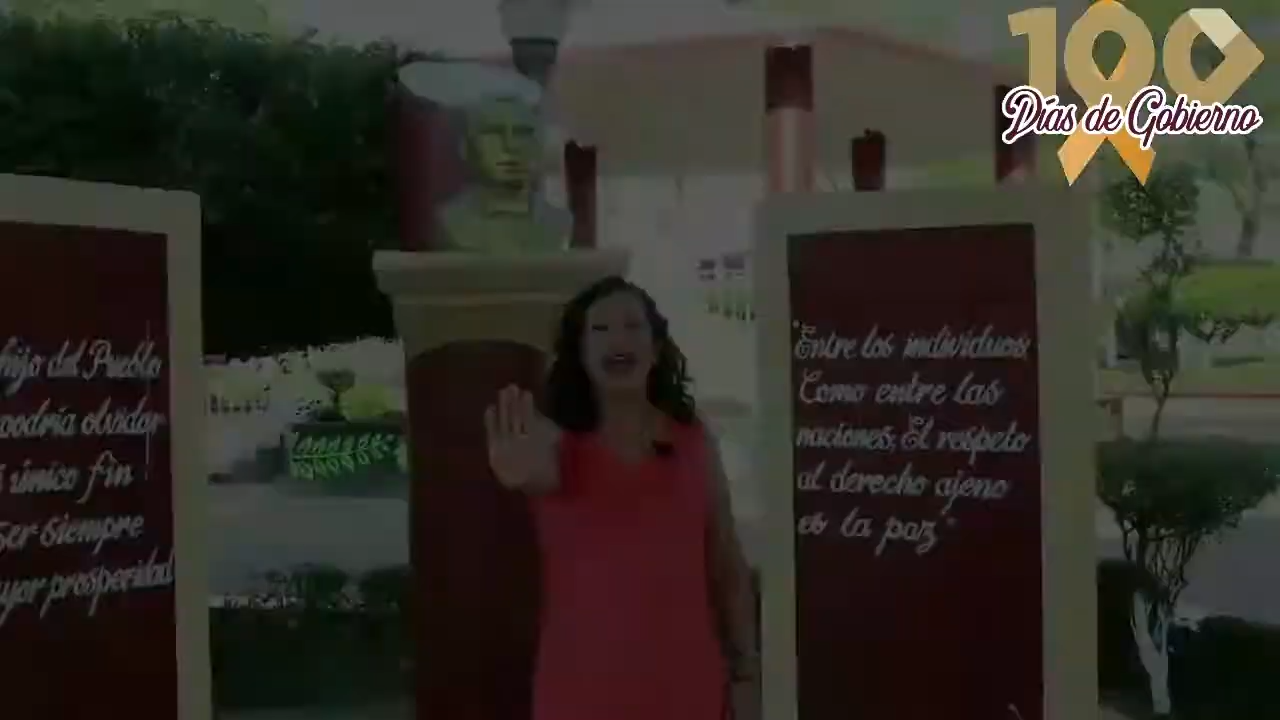 100
Días de Gobierno
hijo del Pueblo
podría olvidar
único fin
ser siempre
prosperidad
"Entre los individuos
Como entre las
naciones, El respeto
al derecho ajeno
es la paz"